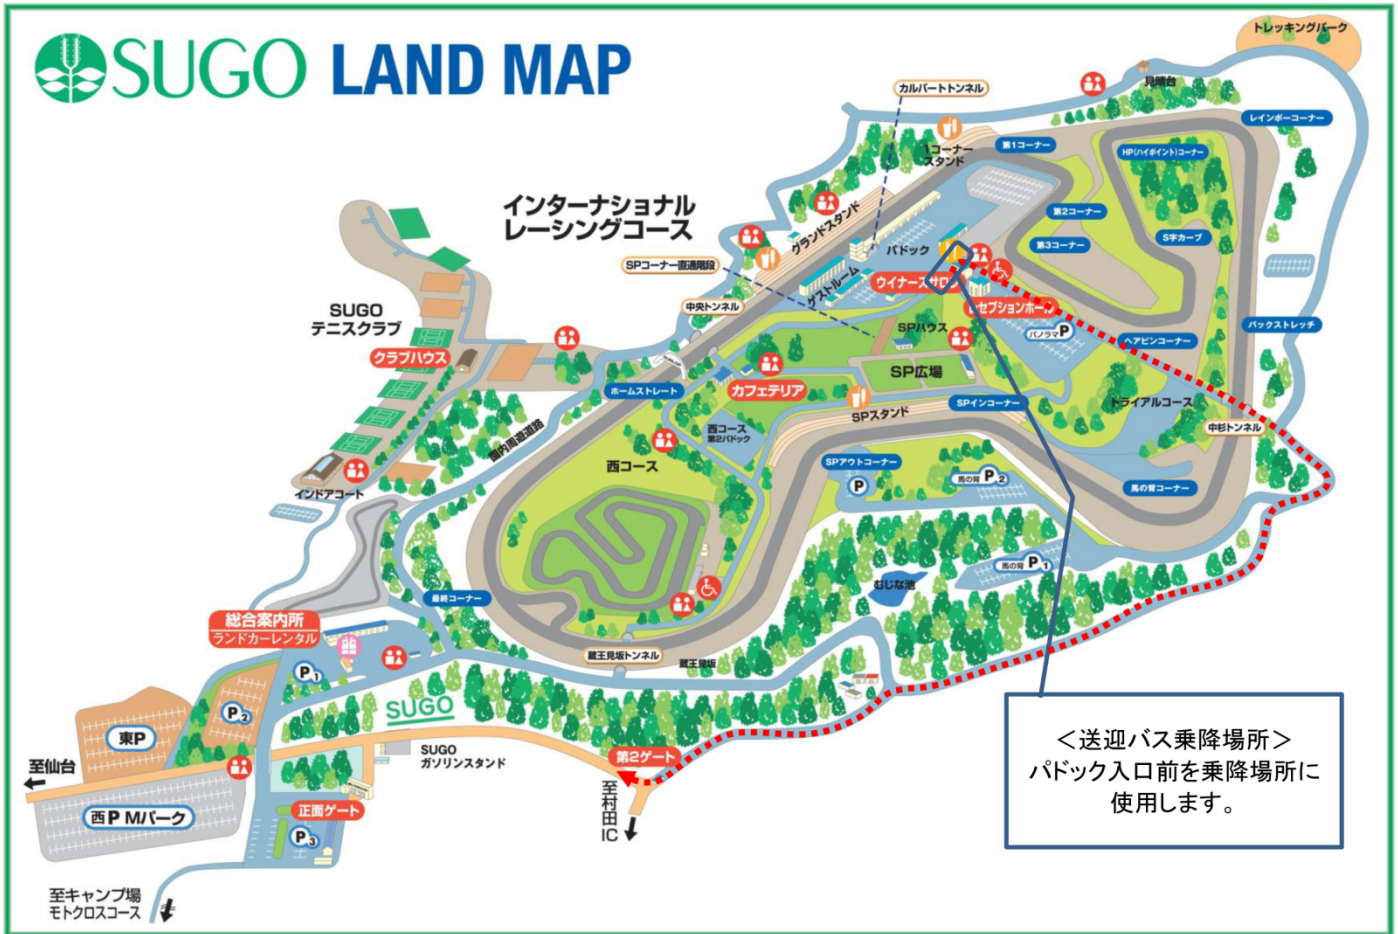 SUGO LAND MAP
トレッキングパーク
見晴台
カルバートトンネル
レインボーコーナー
1コーナー
スタンド
第1コーナー
HP(ハイポイント)コーナー
インターナショナル
レーシングコース
グランドスタンド
第2コーナー
S字カーブ
第3コーナー
パドック
SPコーナー直通階段
ゲストルーム
ウイナーズサロン
セプションホール
中央トンネル
SUGO
テニスクラブ
クラブハウス
SPハウス
パノラマP
バックストレッチ
ヘアピンコーナー
ホームストレート
カフェテリア
SP広場
SPスタンド
SPインコーナー
トライアルコース
中杉トンネル
西コース
第2パドック
園内周遊道路
西コース
SPアウトコーナー
P
馬の背 P2
馬の背コーナー
インドアコート
馬の背 P1
むじな池
最終コーナー
総合案内所
ランドカーレンタル
蔵王見坂トンネル
蔵王見坂
P1
P2
SUGO
東P
SUGO
ガソリンスタンド
第2ゲート
至仙台
西P Mパーク
正面ゲート
P3
至村田IC
至キャンプ場
モトクロスコース
＜送迎バス乗降場所＞
パドック入口前を乗降場所に
使用します。